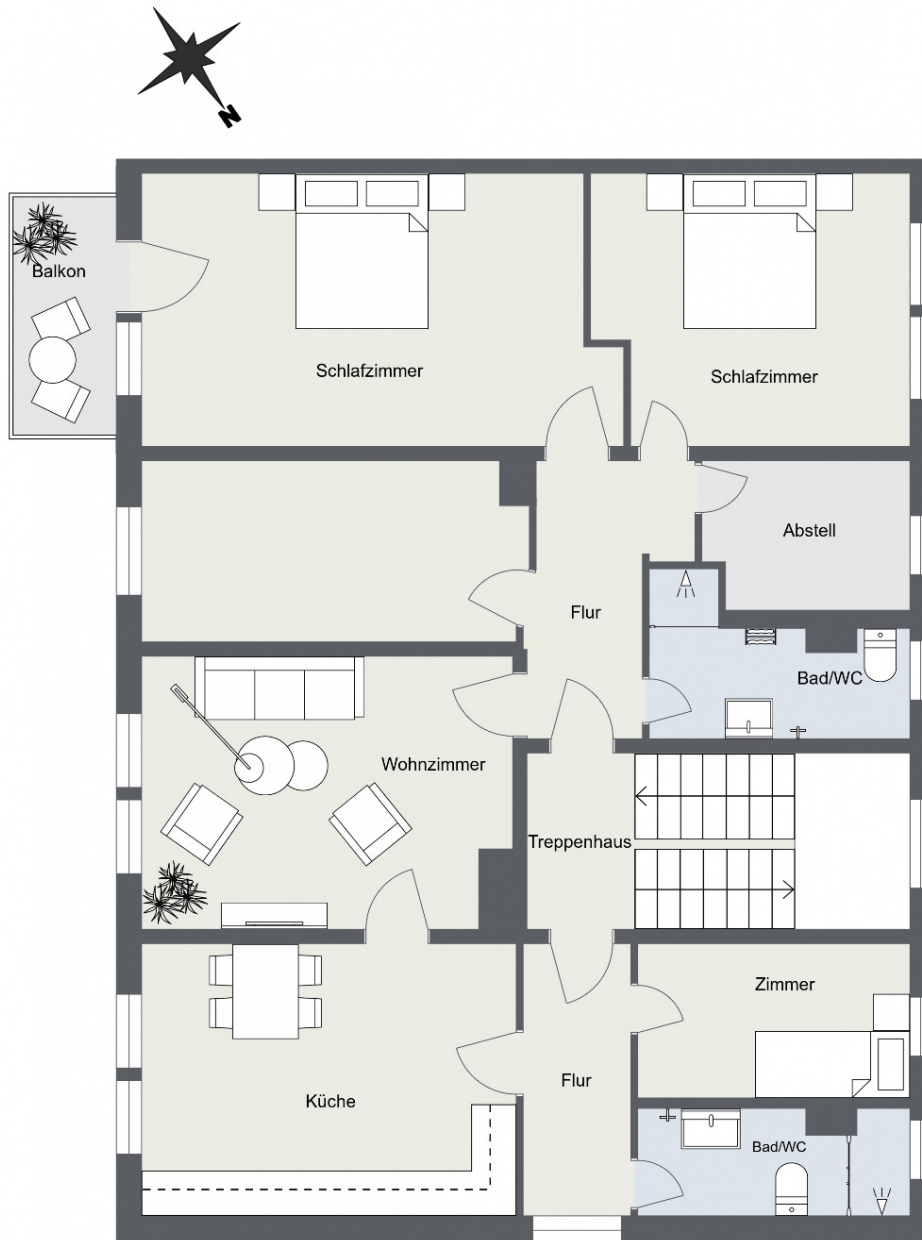 N
Balkon
Schlafzimmer
Schlafzimmer
Abstell
Flur
Bad/WC
Wohnzimmer
Treppenhaus
Zimmer
Flur
Küche
Bad/WC